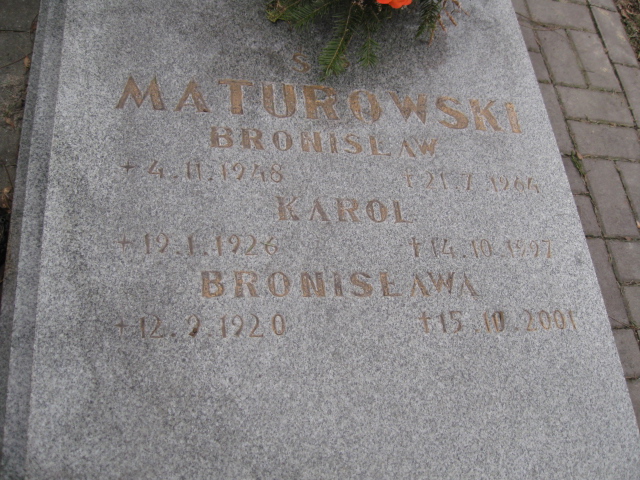 Ś
MATUROWSKI
BRONISŁAW
+ 4.11.1948 †21.7.1964
KAROL
+ 19.1.1926 †14.10.1997
BRONISŁAWA
+ 12.9.1920 †15.10.2001